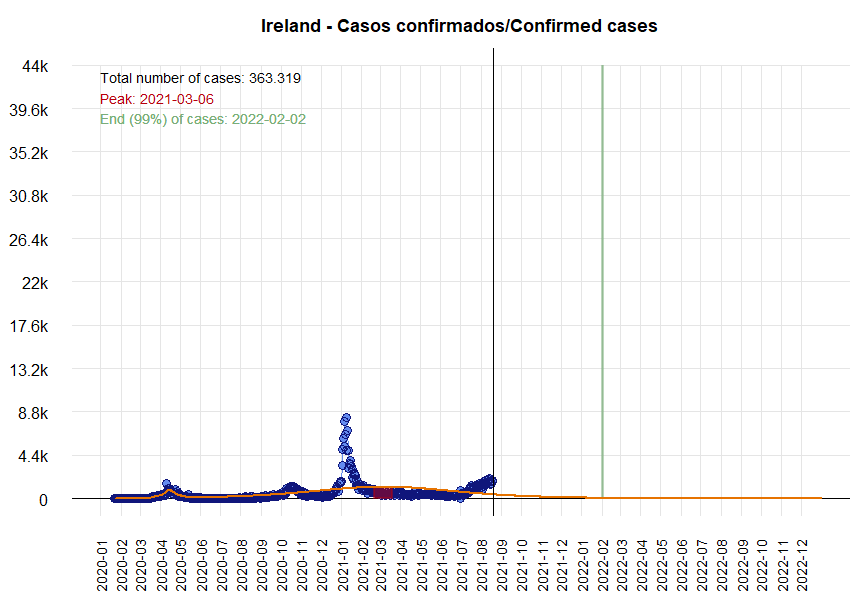 Ireland - Casos confirmados/Confirmed cases
44k
39.6k
35.2k
30.8k
26.4k
22k
17.6k
13.2k
8.8k
4.4k
0
Total number of cases: 363.319
Peak: 2021-03-06
End (99%) of cases: 2022-02-02
2020-01
2020-02
2020-03
2020-04
2020-05
2020-06
2020-07
2020-08
2020-09
2020-10
2020-11
2020-12
2021-01
2021-02
2021-03
2021-04
2021-05
2021-06
2021-07
2021-08
2021-09
2021-10
2021-11
2021-12
2022-01
2022-02
2022-03
2022-04
2022-05
2022-06
2022-07
2022-08
2022-09
2022-10
2022-11
2022-12